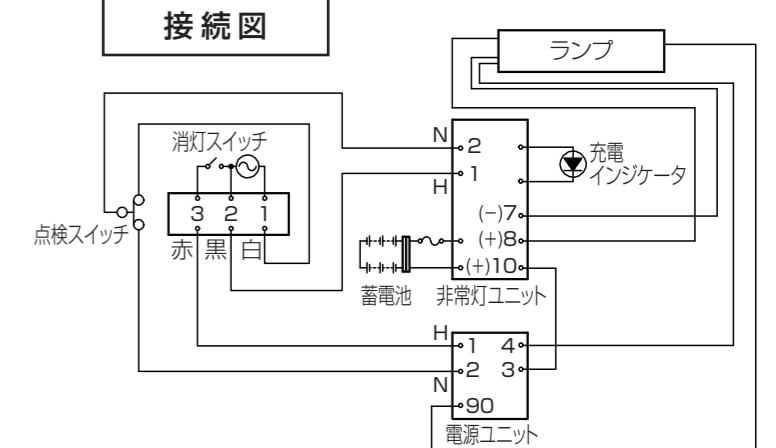 接続図
ランプ
消灯スイッチ
N
2
1
H
充電
インジケータ
3 2 1
赤 黒 白
点検スイッチ
(−)7
(+)8
(+)10
蓄電池
非常灯ユニット
H
1 4
2 3
N
90
電源ユニット